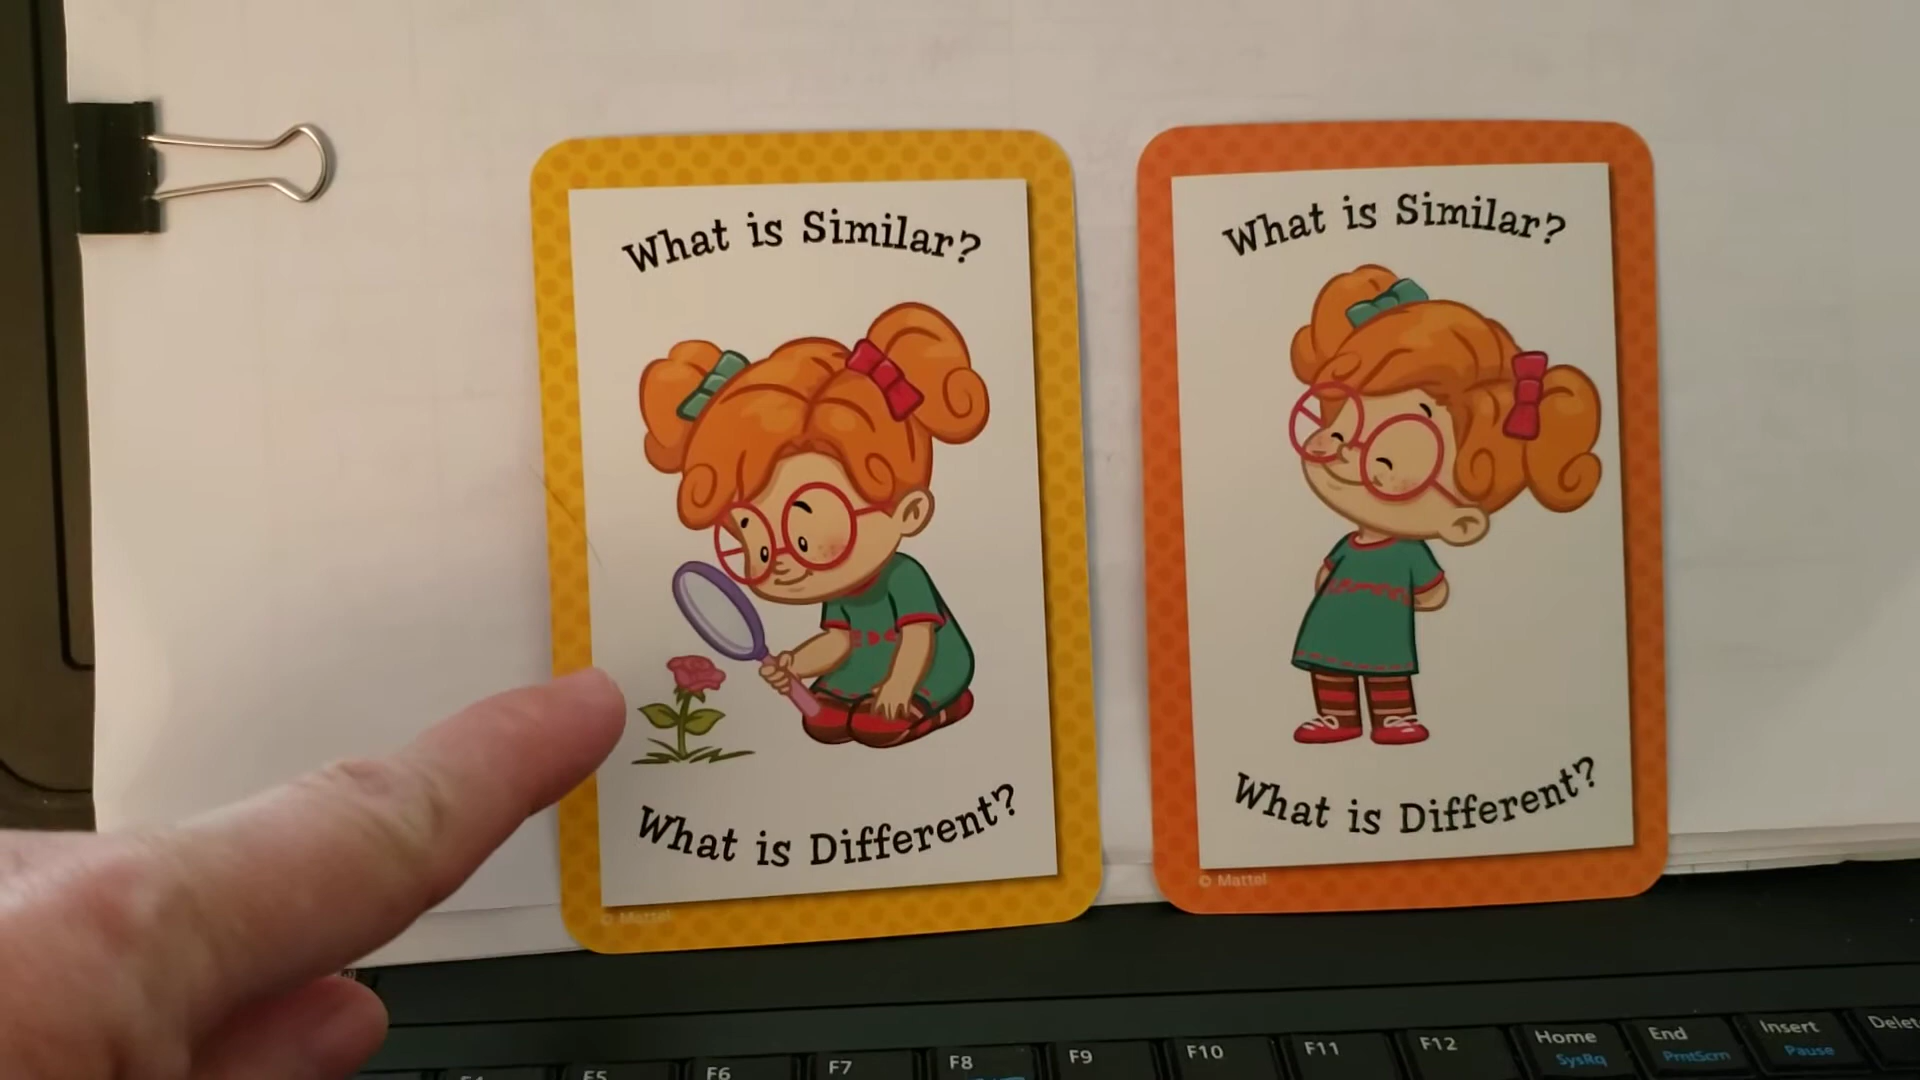 What is Similar?
What is Different?
© Mattel
What is Similar?
What is Different?
© Mattel
F5
F6
F7
F8
F9
F10
F11
F12
Home
SysRq
End
PrntScrn
Insert
Pause
Delete